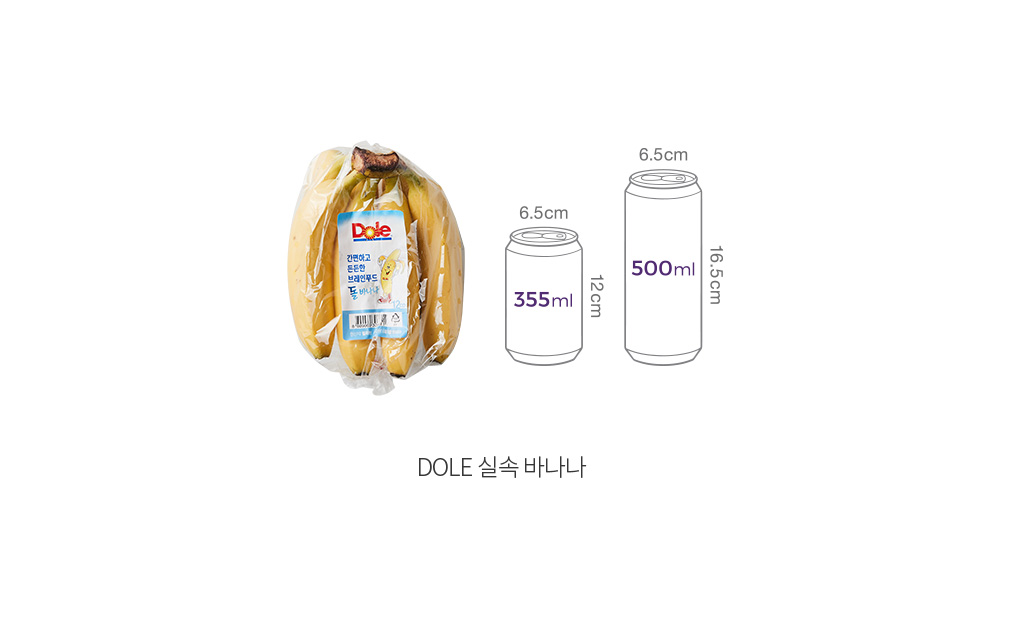 Dole
간편하고
든든한
브레인푸드
돌 바나나
6.5cm
355ml
12cm
6.5cm
500ml
16.5cm
DOLE 실속 바나나